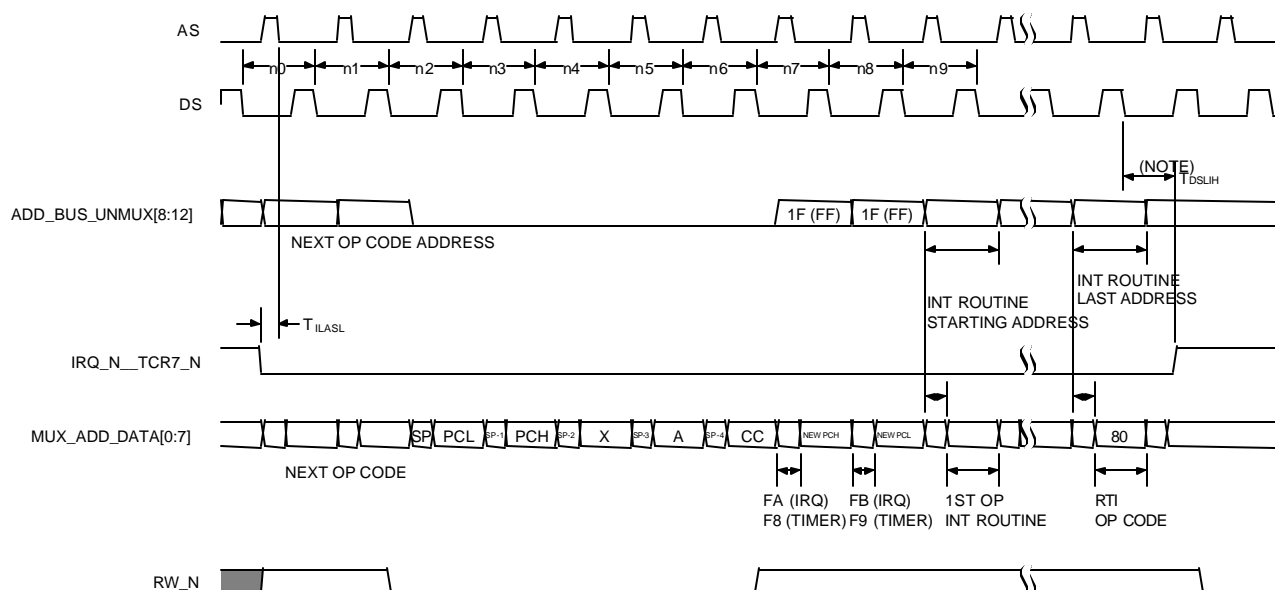 AS
n0 n1 n2 n3 n4 n5 n6 n7 n8 n9
DS
(NOTE)
TDSLIH
ADD_BUS_UNMUX[8:12]
1F (FF) 1F (FF)
NEXT OP CODE ADDRESS
INT ROUTINE
STARTING ADDRESS
INT ROUTINE
LAST ADDRESS
TILASL
IRQ_N__TCR7_N
MUX_ADD_DATA[0:7]
SP PCL SP-1 PCH SP-2 X SP-3 A SP-4 CC NEW PCH NEW PCL 80
NEXT OP CODE
FA (IRQ)
F8 (TIMER)
FB (IRQ)
F9 (TIMER)
1ST OP
INT ROUTINE
RTI
OP CODE
RW_N